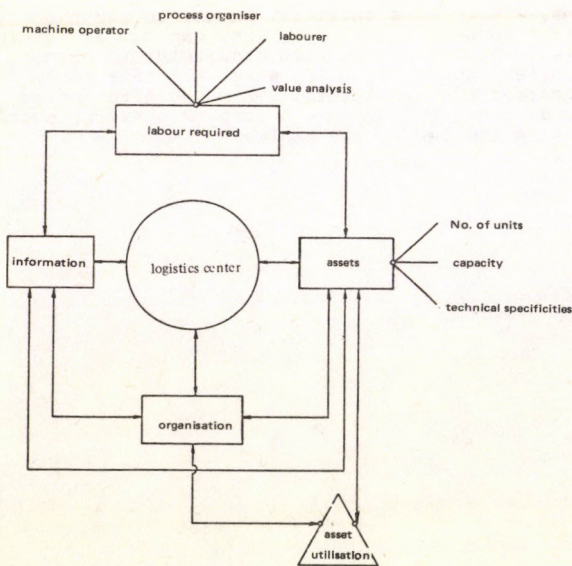 process organiser
machine operator
labourer
value analysis
labour required
No. of units
information
logistics center
assets
capacity
technical specificities
organisation
asset
utilisation